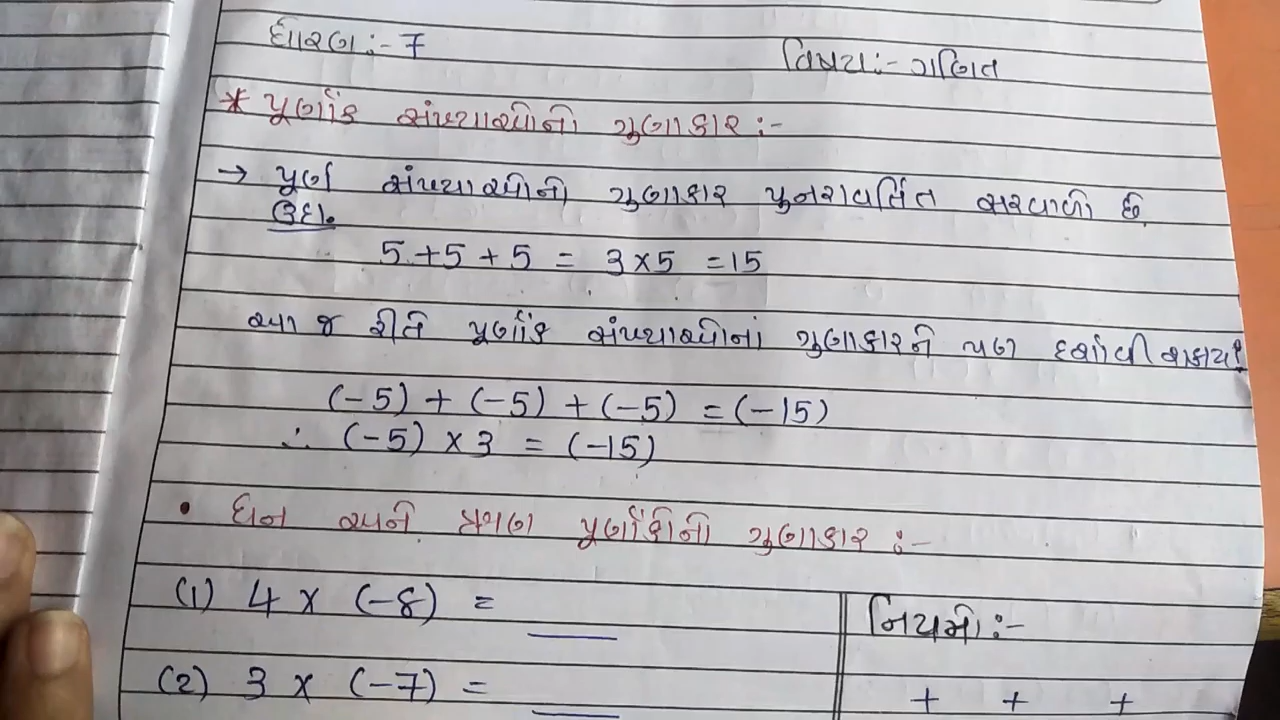 ધોરણ:- 7
વિષય:- ગણિત
* પૂર્ણાંક સંખ્યાઓનો ગુણાકાર :-
→ પૂર્ણ સંખ્યાઓનો ગુણાકાર પુનરાવર્તિત સરવાળો છે
ઉદા.
5 + 5 + 5 = 3 × 5 = 15
આ જ રીતે પૂર્ણાંક સંખ્યાઓનાં ગુણાકારને પણ દર્શાવી શકાય?
(-5) + (-5) + (-5) = (-15)
∴ (-5) × 3 = (-15)
• ધન અને ઋણ પૂર્ણાંકોનો ગુણાકાર :-
(1) 4 × (-8) = ____
નિયમો :-
(2) 3 × (-7) = ____
+ + +